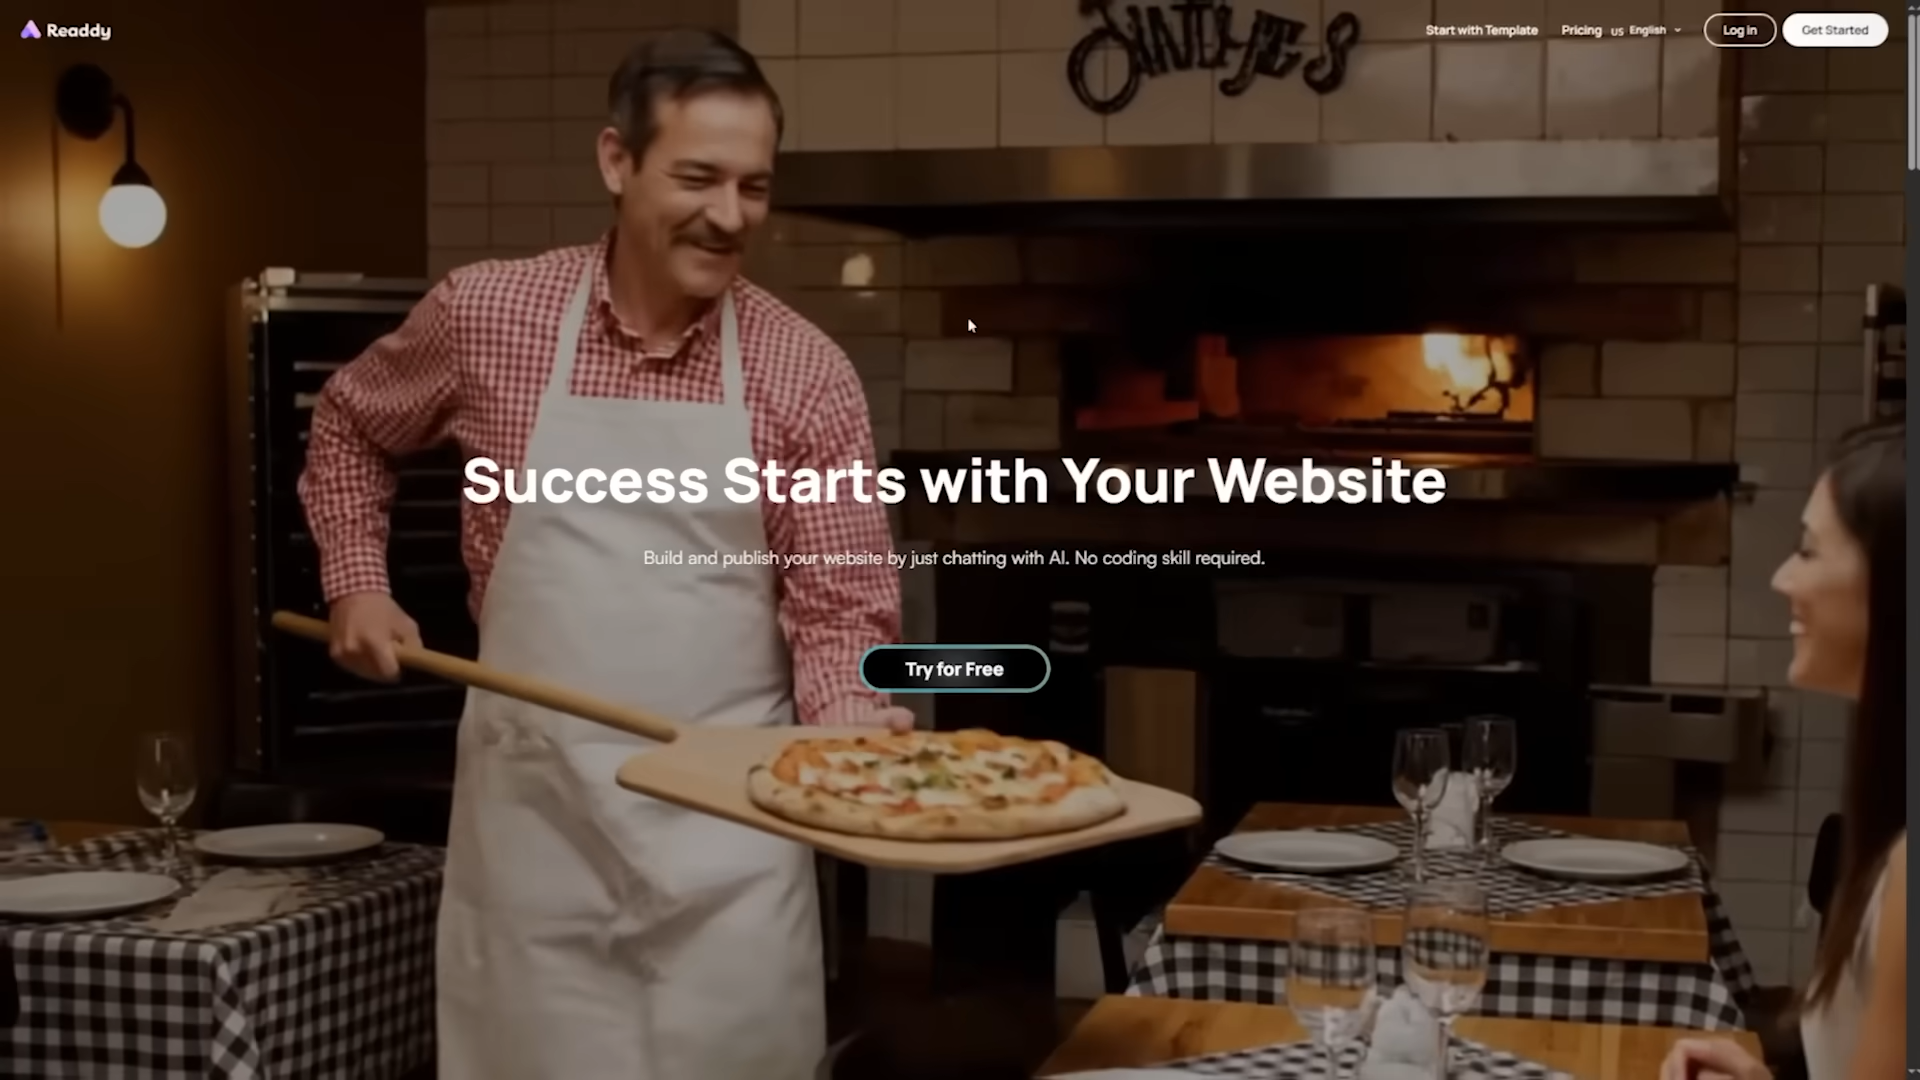 Readdy
Start with Template
Pricing
US English
Log in
Get Started
Success Starts with Your Website
Build and publish your website by just chatting with AI. No coding skill required.
Try for Free